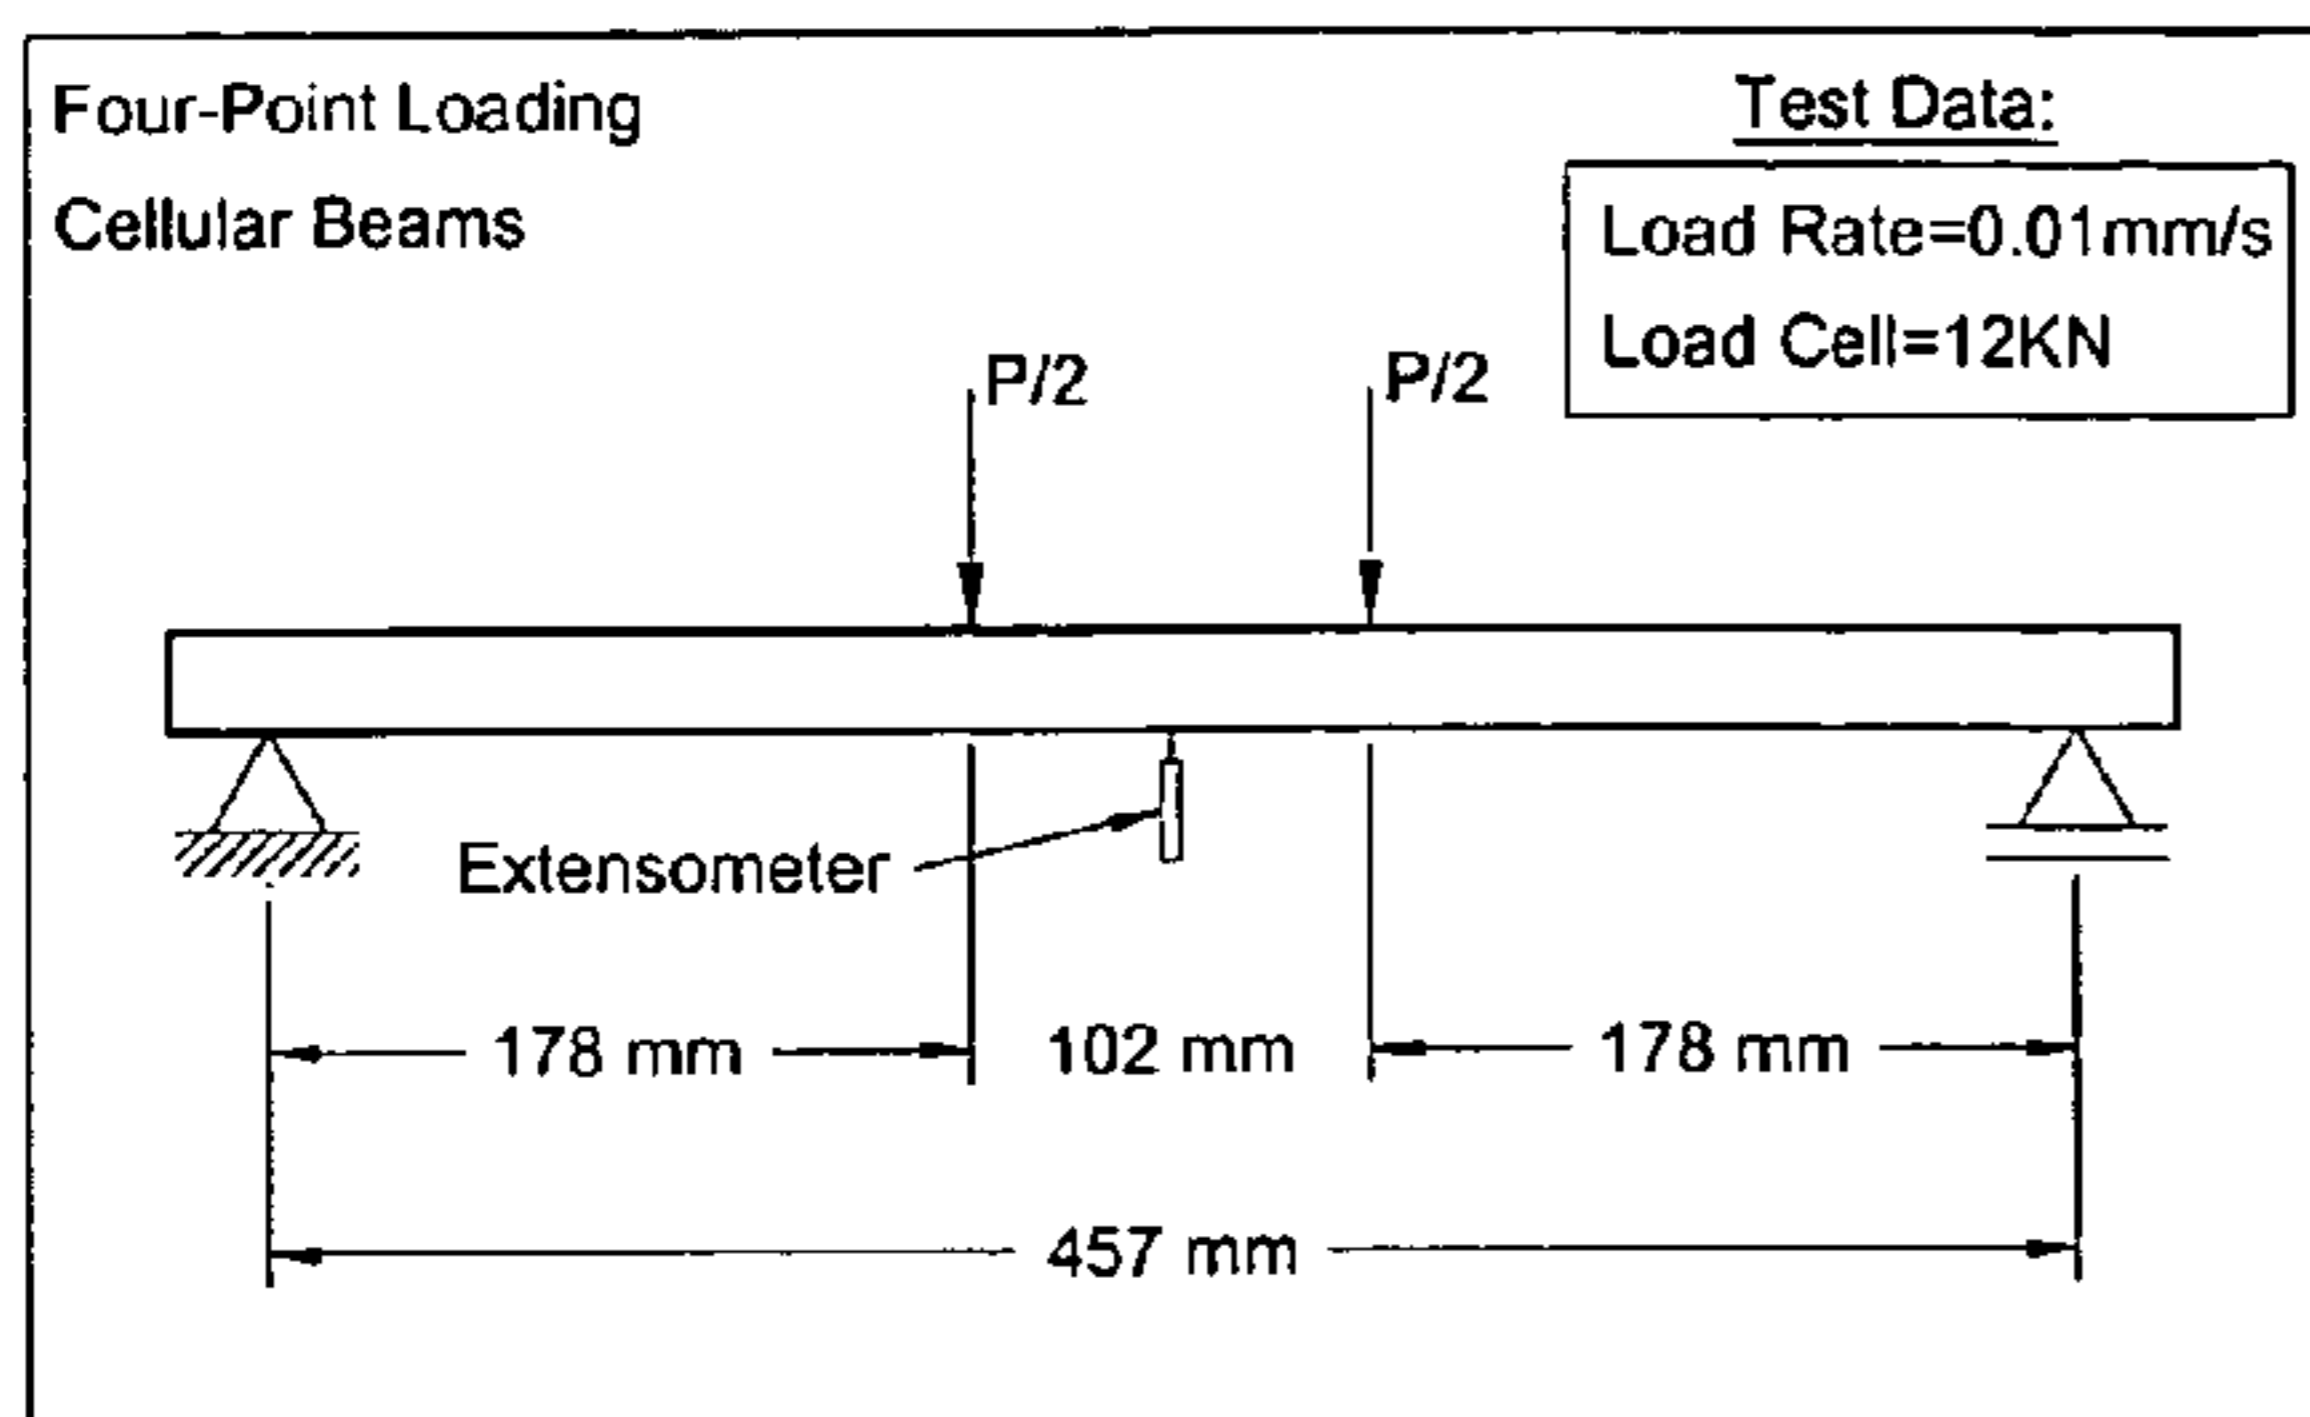 Four-Point Loading
Cellular Beams
Test Data:
Load Rate=0.01mm/s
Load Cell=12KN
P/2
P/2
Extensometer
178 mm
102 mm
178 mm
457 mm